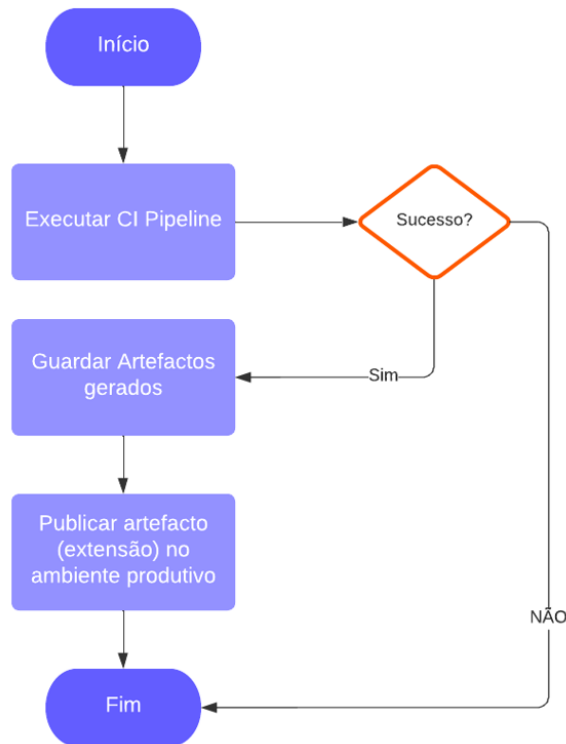 Início
Executar CI Pipeline
Sucesso?
Guardar Artefactos
gerados
Sim
Publicar artefacto
(extensão) no
ambiente produtivo
NÃO
Fim